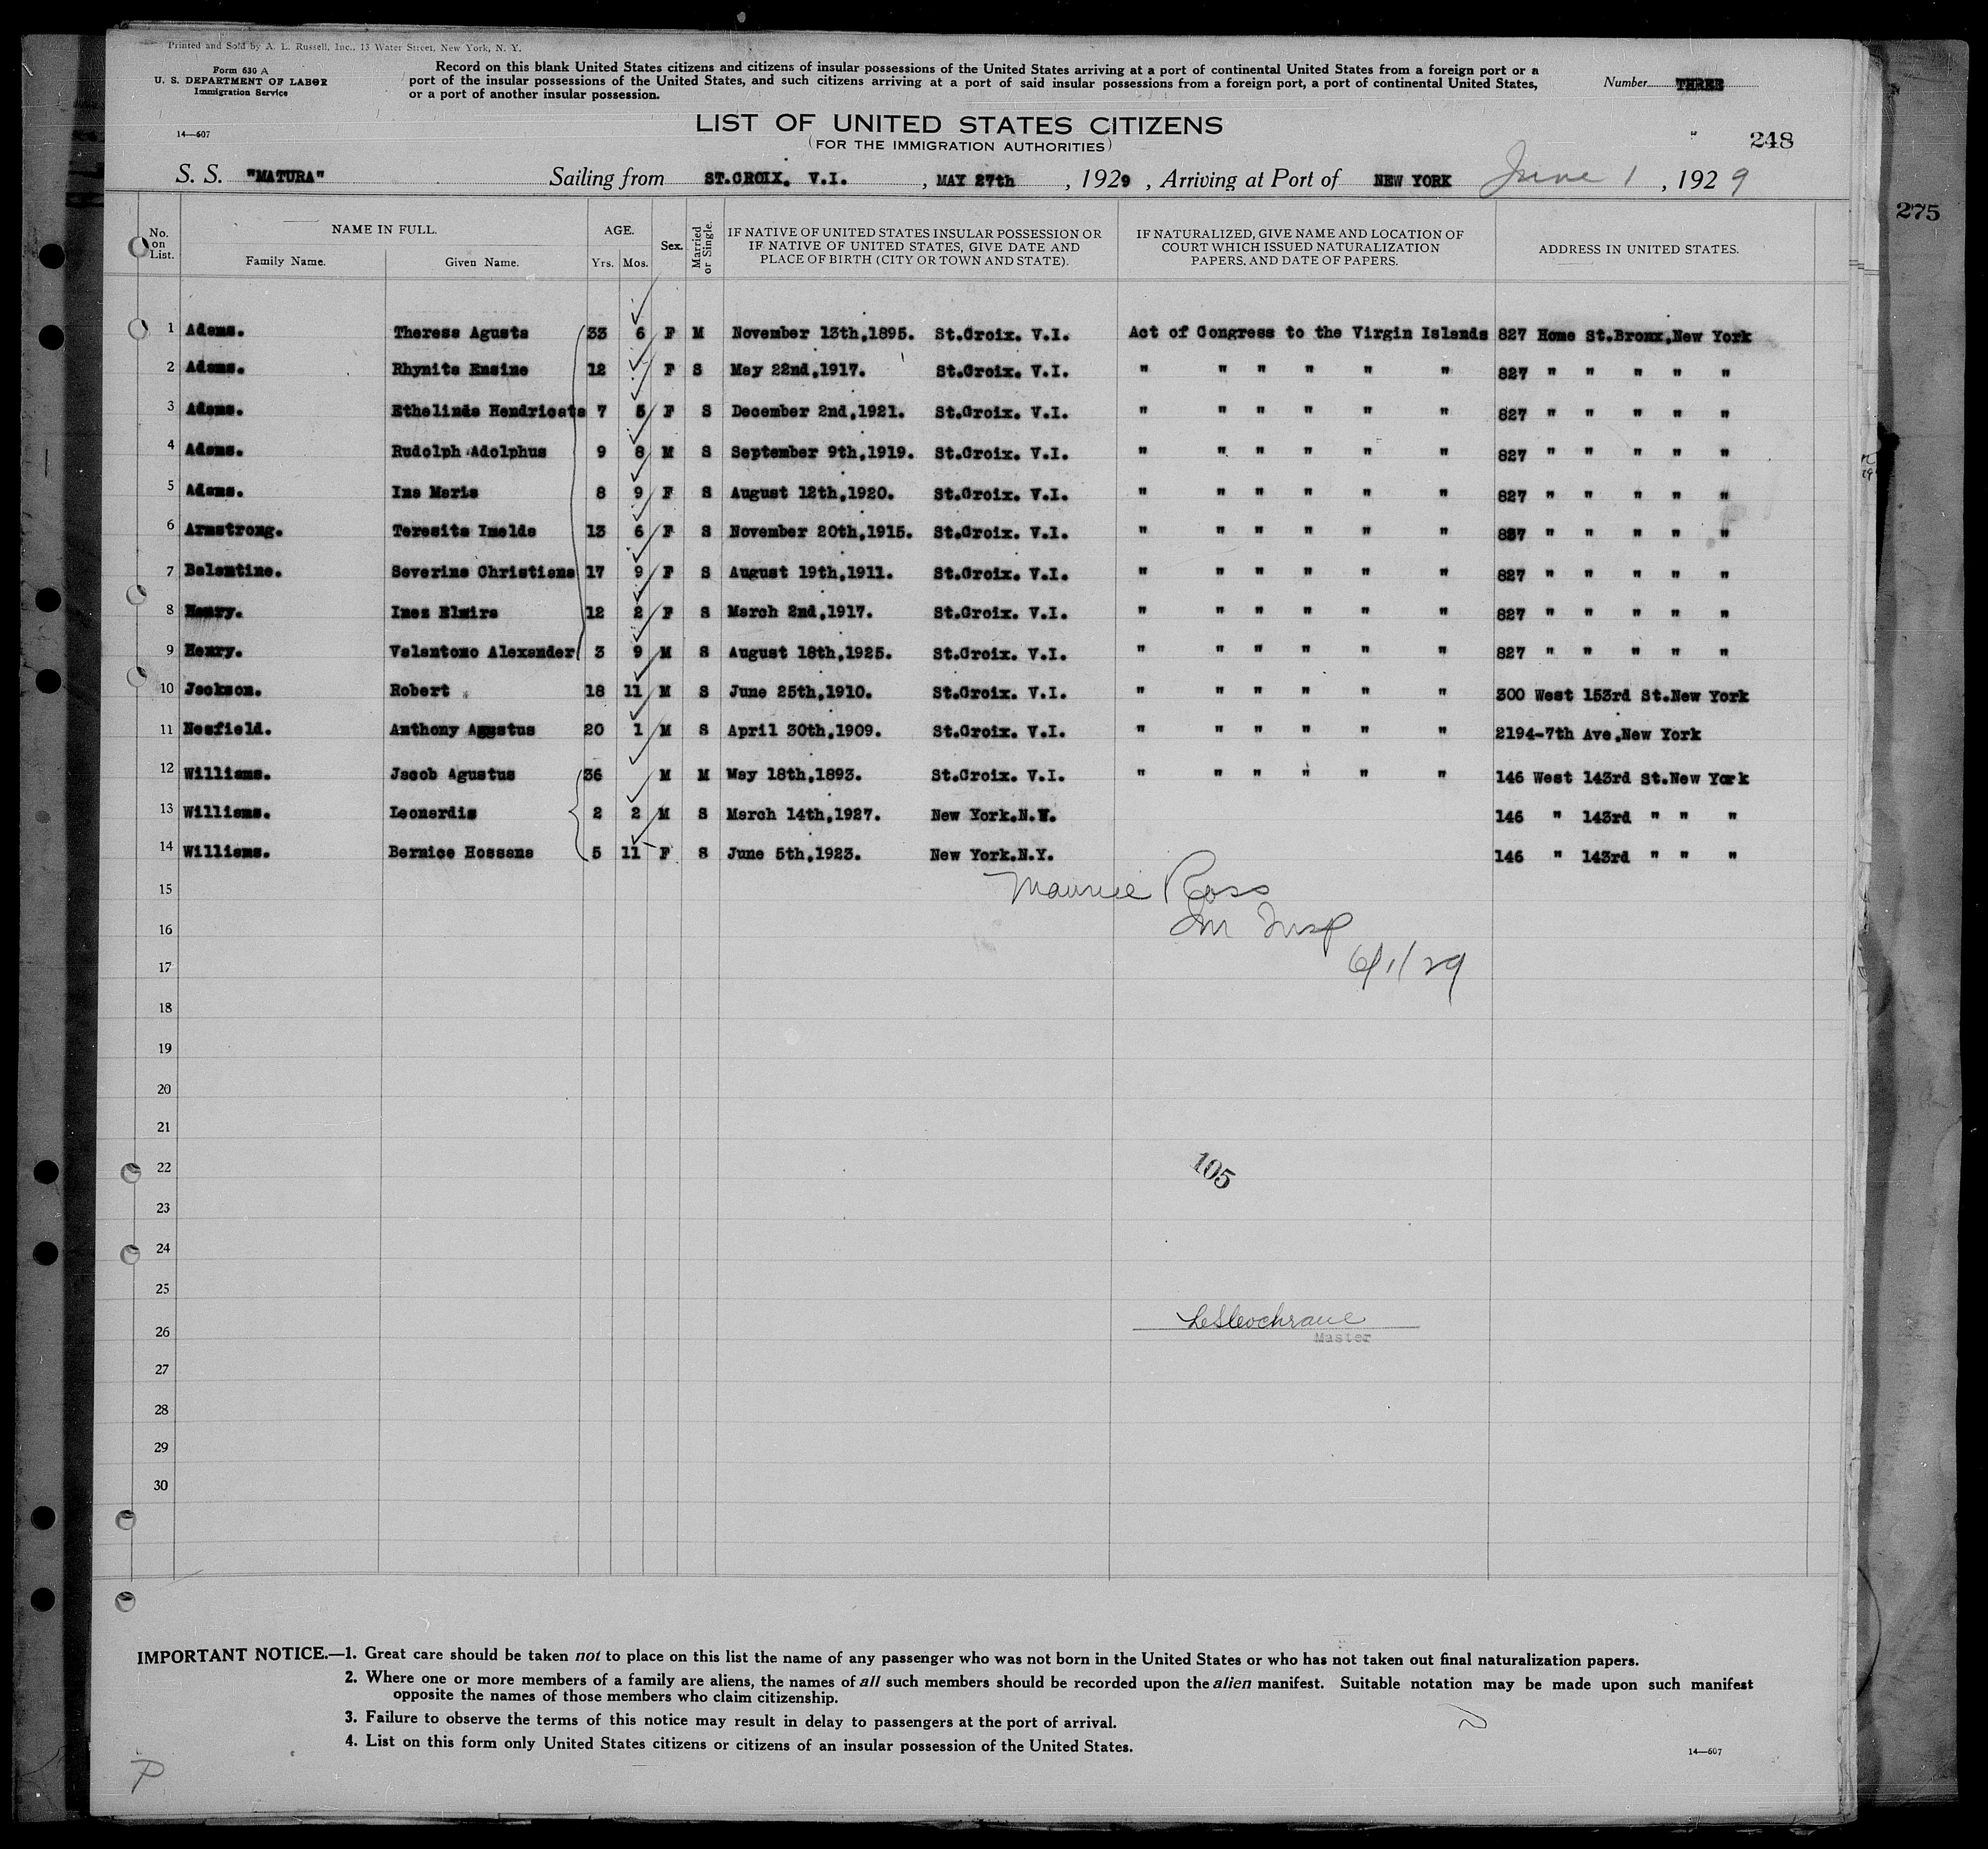 Printed and Sold by A. L. Russell, Inc., 13 Water Street, New York, N. Y.
Form 630 A
U. S. DEPARTMENT OF LABOR
Immigration Service
14—607
Record on this blank United States citizens and citizens of insular possessions of the United States arriving at a port of continental United States from a foreign port or a
port of the insular possessions of the United States, and such citizens arriving at a port of said insular possessions from a foreign port, a port of continental United States,
or a port of another insular possession.
Number THREE
LIST OF UNITED STATES CITIZENS
(FOR THE IMMIGRATION AUTHORITIES)
248
S. S. "MATURA" Sailing from ST.CROIX. V.I. , MAY 27th , 1929 , Arriving at Port of NEW YORK June 1 , 1929
275
No. on List. NAME IN FULL. Family Name. Given Name. AGE. Yrs. Mos. Sex. Married or Single. IF NATIVE OF UNITED STATES INSULAR POSSESSION OR IF NATIVE OF UNITED STATES, GIVE DATE AND PLACE OF BIRTH (CITY OR TOWN AND STATE). IF NATURALIZED, GIVE NAME AND LOCATION OF COURT WHICH ISSUED NATURALIZATION PAPERS, AND DATE OF PAPERS. ADDRESS IN UNITED STATES.
1 Adams. Theresa Agusta 33 6 F M November 13th,1895. St.Croix. V.I. Act of Congress to the Virgin Islands 827 Home St.Bronx,New York
2 Adams. Rhynita Ensine 12 F S May 22nd,1917. St.Croix. V.I. " " " " " " 827 " " " " "
3 Adams. Ethelinda Hendricata 7 5 F S December 2nd,1921. St.Croix. V.I. " " " " " " 827 " " " " "
4 Adams. Rudolph Adolphus 9 8 M S September 9th,1919. St.Croix. V.I. " " " " " " 827 " " " " "
5 Adams. Ina Maria 8 9 F S August 12th,1920. St.Croix. V.I. " " " " " " 827 " " " " "
6 Armstrong. Teresita Imelda 13 6 F S November 20th,1915. St.Croix. V.I. " " " " " " 827 " " " " "
7 Balentine. Severina Christiana 17 9 F S August 19th,1911. St.Croix. V.I. " " " " " " 827 " " " " "
8 Henry. Inez Elmira 12 2 F S March 2nd,1917. St.Croix. V.I. " " " " " " 827 " " " " "
9 Henry. Valantomo Alexander 3 9 M S August 18th,1925. St.Croix. V.I. " " " " " " 827 " " " " "
10 Jackson. Robert 18 11 M S June 25th,1910. St.Croix. V.I. " " " " " " 300 West 153rd St.New York
11 Nesfield. Anthony Agustus 20 1 M S April 30th,1909. St.Croix. V.I. " " " " " " 2194-7th Ave,New York
12 Williams. Jacob Agustus 36 M M May 18th,1893. St.Croix. V.I. " " " " " " 146 West 143rd St.New York
13 Williams. Leonardis 2 2 M S March 14th,1927. New York.N.Y. 146 " 143rd " " "
14 Williams. Bernice Hossana 5 11 F S June 5th,1923. New York.N.Y. 146 " 143rd " " "
15
Maurice Ross
16
Im Insp
17
6/1/29
18
19
20
21
22
105
23
24
25
26
Master
27
28
29
30
IMPORTANT NOTICE.—1. Great care should be taken not to place on this list the name of any passenger who was not born in the United States or who has not taken out final naturalization papers.
2. Where one or more members of a family are aliens, the names of all such members should be recorded upon the alien manifest. Suitable notation may be made upon such manifest
opposite the names of those members who claim citizenship.
3. Failure to observe the terms of this notice may result in delay to passengers at the port of arrival.
4. List on this form only United States citizens or citizens of an insular possession of the United States.
14—607
P